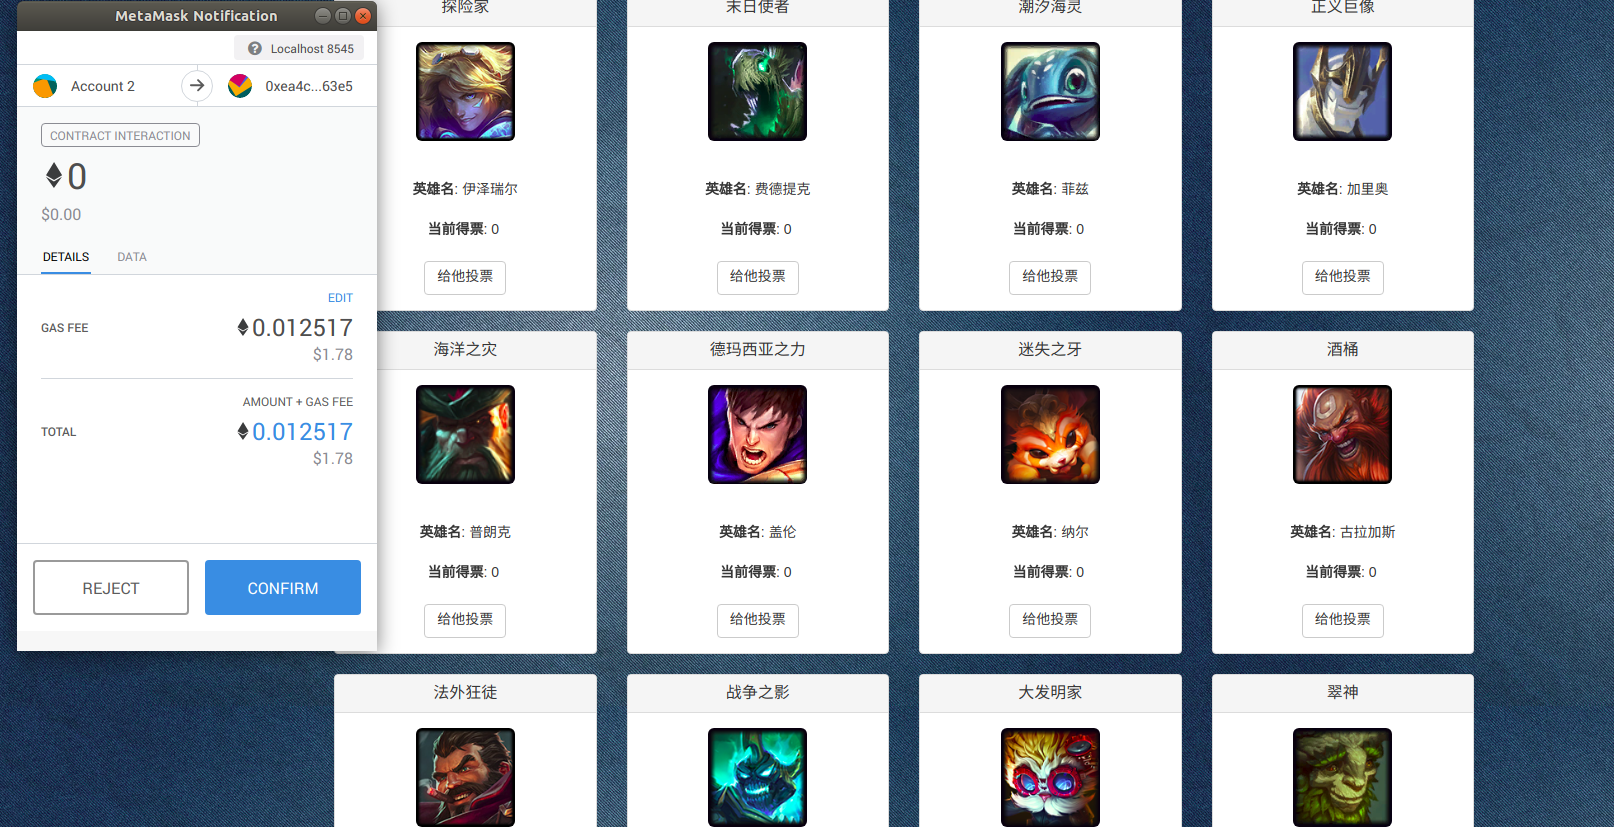 MetaMask Notification
Localhost 8545
Account 2
0xea4c...63e5
CONTRACT INTERACTION
0
$0.00
DETAILS
DATA
EDIT
GAS FEE
0.012517
$1.78
AMOUNT + GAS FEE
TOTAL
0.012517
$1.78
REJECT
CONFIRM
探险家
英雄名: 伊泽瑞尔
当前得票: 0
给他投票
末日使者
英雄名: 费德提克
当前得票: 0
给他投票
潮汐海灵
英雄名: 菲兹
当前得票: 0
给他投票
正义巨像
英雄名: 加里奥
当前得票: 0
给他投票
海洋之灾
英雄名: 普朗克
当前得票: 0
给他投票
德玛西亚之力
英雄名: 盖伦
当前得票: 0
给他投票
迷失之牙
英雄名: 纳尔
当前得票: 0
给他投票
酒桶
英雄名: 古拉加斯
当前得票: 0
给他投票
法外狂徒
战争之影
大发明家
翠神